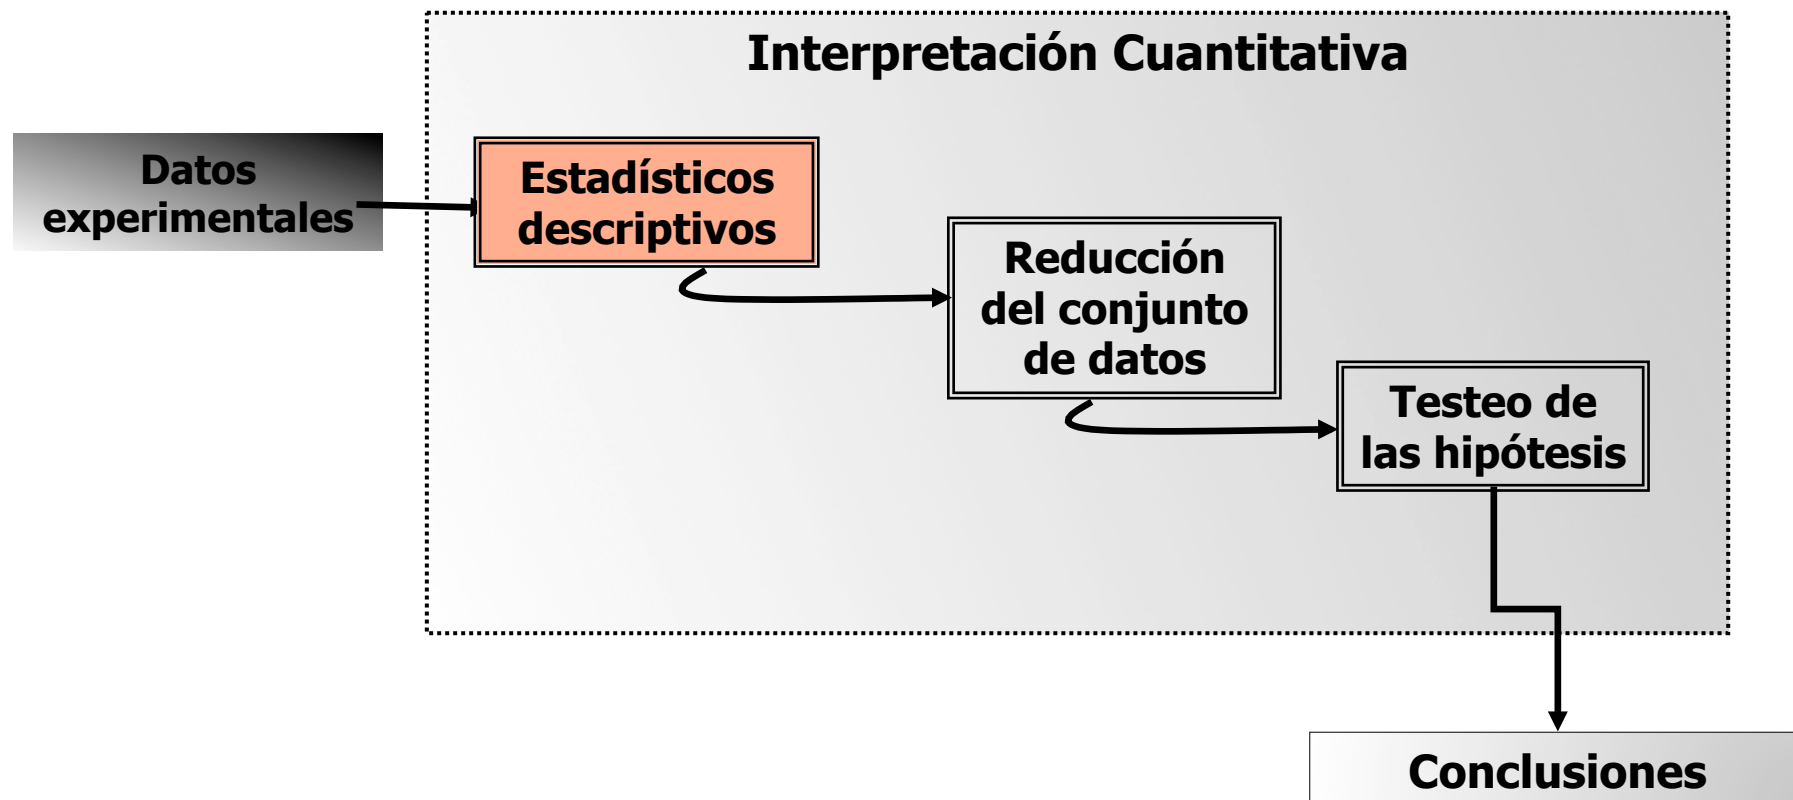 Interpretación Cuantitativa
Datos
experimentales
Estadísticos
descriptivos
Reducción
del conjunto
de datos
Testeo de
las hipótesis
Conclusiones